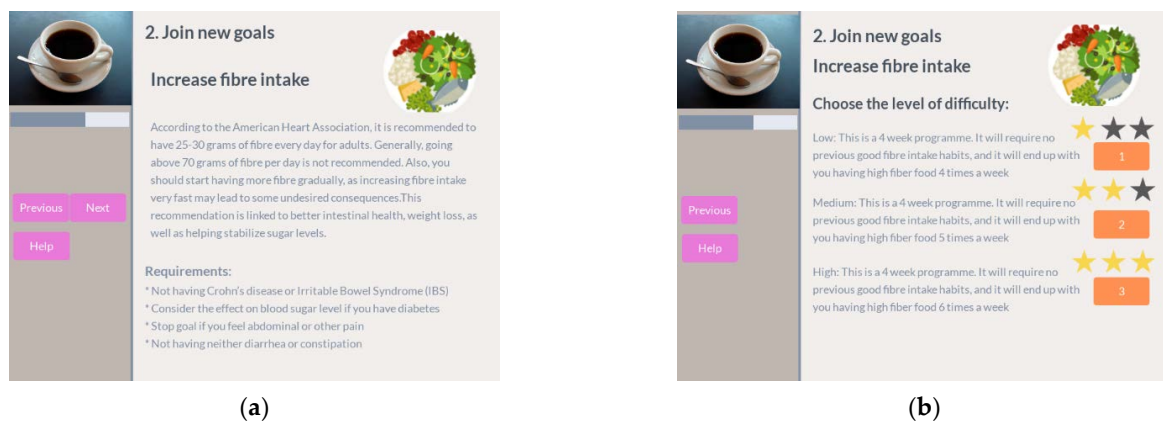 2. Join new goals
Increase fibre intake
According to the American Heart Association, it is recommended to
have 25-30 grams of fibre every day for adults. Generally, going
above 70 grams of fibre per day is not recommended. Also, you
should start having more fibre gradually, as increasing fibre intake
very fast may lead to some undesired consequences.This
recommendation is linked to better intestinal health, weight loss, as
well as helping stabilize sugar levels.
Previous
Next
Help
Requirements:
* Not having Crohn's disease or Irritable Bowel Syndrome (IBS)
* Consider the effect on blood sugar level if you have diabetes
* Stop goal if you feel abdominal or other pain
* Not having neither diarrhea or constipation
(a)
2. Join new goals
Increase fibre intake
Choose the level of difficulty:
Low: This is a 4 week programme. It will require no
previous good fibre intake habits, and it will end up with
you having high fiber food 4 times a week
1
Medium: This is a 4 week programme. It will require no
previous good fibre intake habits, and it will end up with
you having high fiber food 5 times a week
2
High: This is a 4 week programme. It will require no
previous good fibre intake habits, and it will end up with
you having high fiber food 6 times a week
3
Previous
Help
(b)